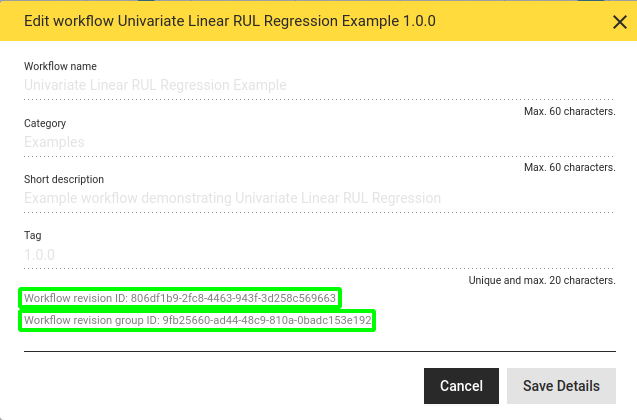 Edit workflow Univariate Linear RUL Regression Example 1.0.0
Workflow name
Univariate Linear RUL Regression Example
Max. 60 characters.
Category
Examples
Max. 60 characters.
Short description
Example workflow demonstrating Univariate Linear RUL Regression
Tag
1.0.0
Unique and max. 20 characters.
Workflow revision ID: 806df1b9-2fc8-4463-943f-3d258c569663
Workflow revision group ID: 9fb25660-ad44-48c9-810a-0badc153e192
Cancel
Save Details